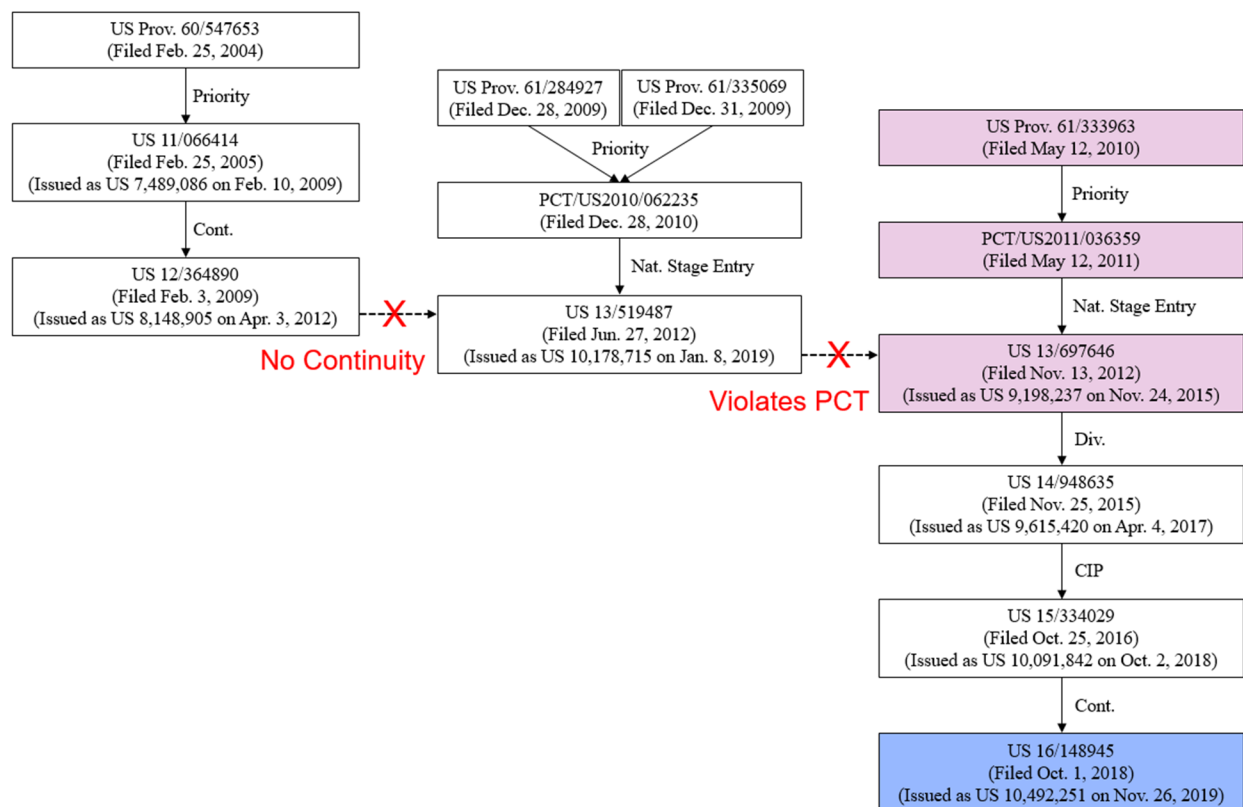 US Prov. 60/547653
(Filed Feb. 25, 2004)
Priority
US 11/066414
(Filed Feb. 25, 2005)
(Issued as US 7,489,086 on Feb. 10, 2009)
Cont.
US 12/364890
(Filed Feb. 3, 2009)
(Issued as US 8,148,905 on Apr. 3, 2012)
X
No Continuity
US Prov. 61/284927
(Filed Dec. 28, 2009)
US Prov. 61/335069
(Filed Dec. 31, 2009)
Priority
PCT/US2010/062235
(Filed Dec. 28, 2010)
Nat. Stage Entry
US 13/519487
(Filed Jun. 27, 2012)
(Issued as US 10,178,715 on Jan. 8, 2019)
X
Violates PCT
US Prov. 61/333963
(Filed May 12, 2010)
Priority
PCT/US2011/036359
(Filed May 12, 2011)
Nat. Stage Entry
US 13/697646
(Filed Nov. 13, 2012)
(Issued as US 9,198,237 on Nov. 24, 2015)
Div.
US 14/948635
(Filed Nov. 25, 2015)
(Issued as US 9,615,420 on Apr. 4, 2017)
CIP
US 15/334029
(Filed Oct. 25, 2016)
(Issued as US 10,091,842 on Oct. 2, 2018)
Cont.
US 16/148945
(Filed Oct. 1, 2018)
(Issued as US 10,492,251 on Nov. 26, 2019)